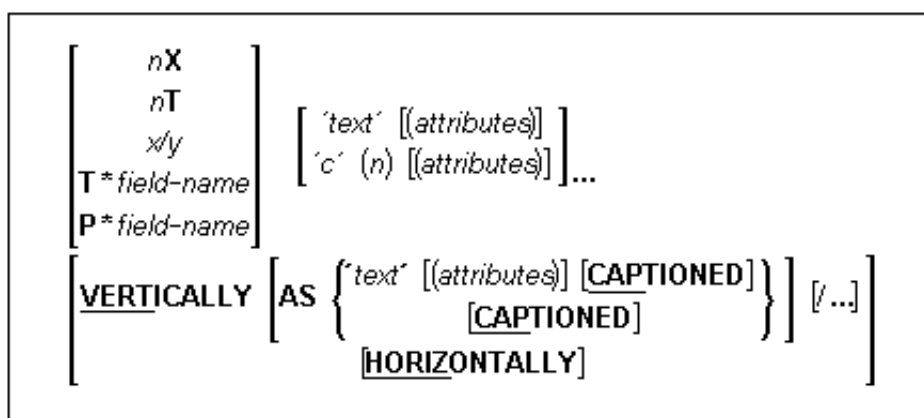 nX
nT
x/y
T*field-name
P*field-name
´text´ [(attributes)]
´c´ (n) [(attributes)] ...
VERTICALLY [AS {´text´ [(attributes)] [CAPTIONED]
[CAPTIONED]}] [/...]
[HORIZONTALLY]